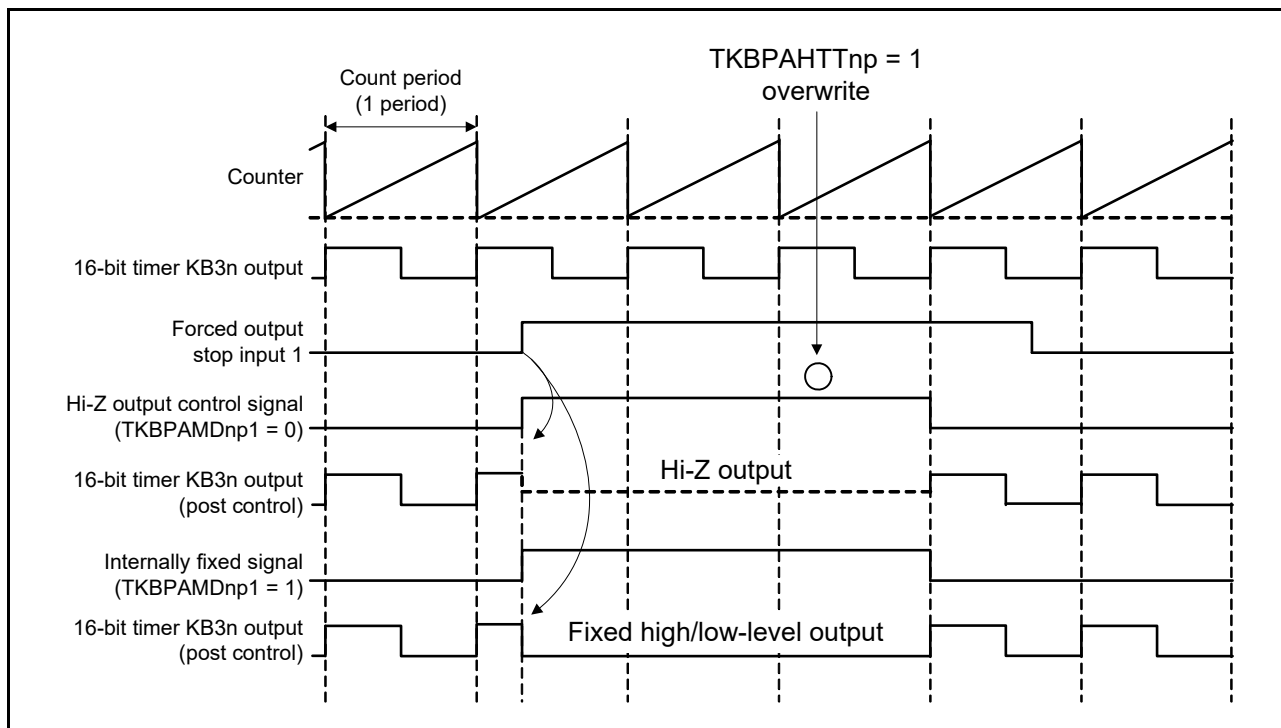 TKBPAHTTnp = 1
overwrite
Count period
(1 period)
Counter
16-bit timer KB3n output
Forced output
stop input 1
Hi-Z output control signal
(TKBPAMDnp1 = 0)
Hi-Z output
16-bit timer KB3n output
(post control)
Internally fixed signal
(TKBPAMDnp1 = 1)
16-bit timer KB3n output
(post control)
Fixed high/low-level output